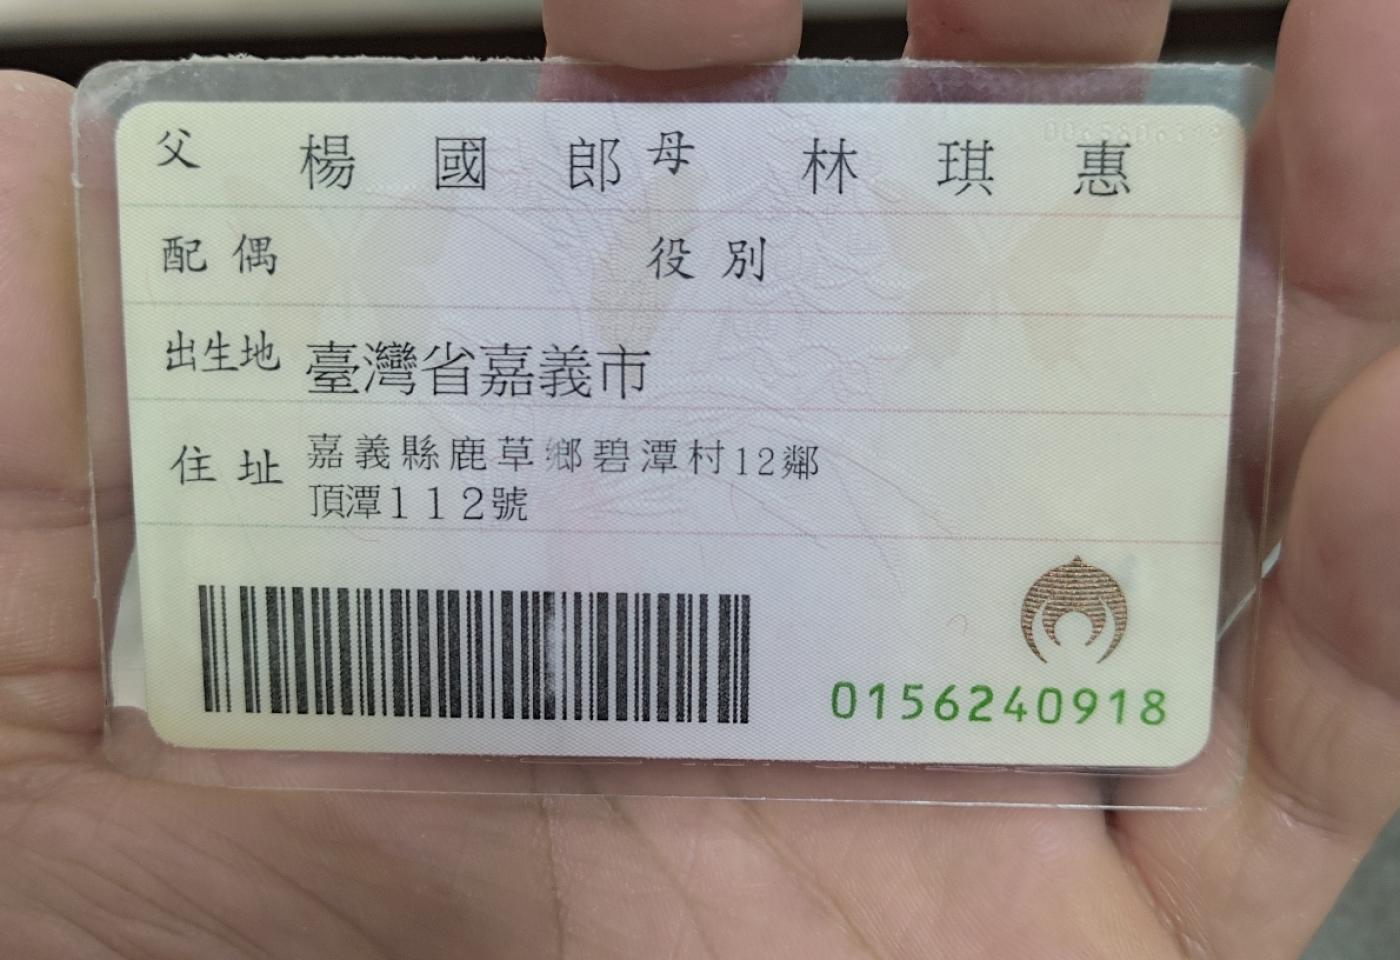 父 楊國郎 母 林琪惠
配偶 役別
出生地 臺灣省嘉義市
住址 嘉義縣鹿草鄉碧潭村12鄰
頂潭112號
0156240918